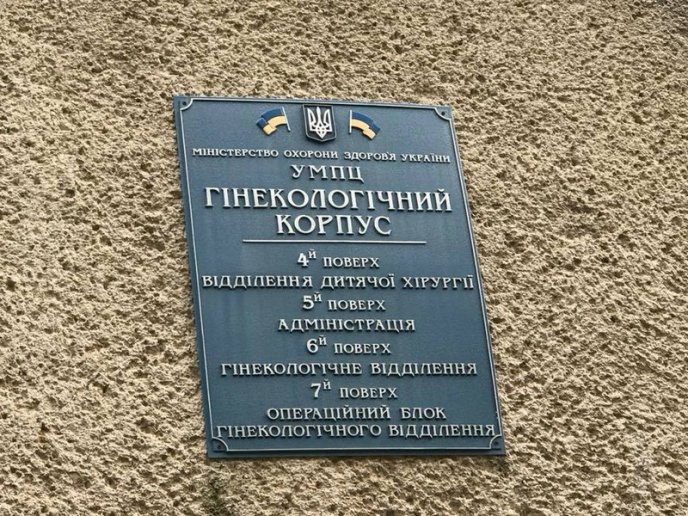 МІНІСТЕРСТВО ОХОРОНИ ЗДОРОВ'Я УКРАЇНИ
УМПЦ
ГІНЕКОЛОГІЧНИЙ
КОРПУС
4й ПОВЕРХ
ВІДДІЛЕННЯ ДИТЯЧОЇ ХІРУРГІЇ
5й ПОВЕРХ
АДМІНІСТРАЦІЯ
6й ПОВЕРХ
ГІНЕКОЛОГІЧНЕ ВІДДІЛЕННЯ
7й ПОВЕРХ
ОПЕРАЦІЙНИЙ БЛОК
ГІНЕКОЛОГІЧНОГО ВІДДІЛЕННЯ